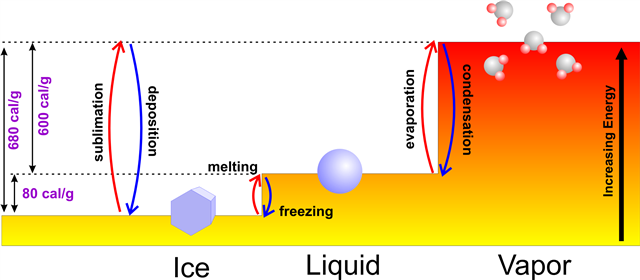 680 cal/g
600 cal/g
80 cal/g
sublimation
deposition
melting
freezing
evaporation
condensation
Increasing Energy
Ice
Liquid
Vapor